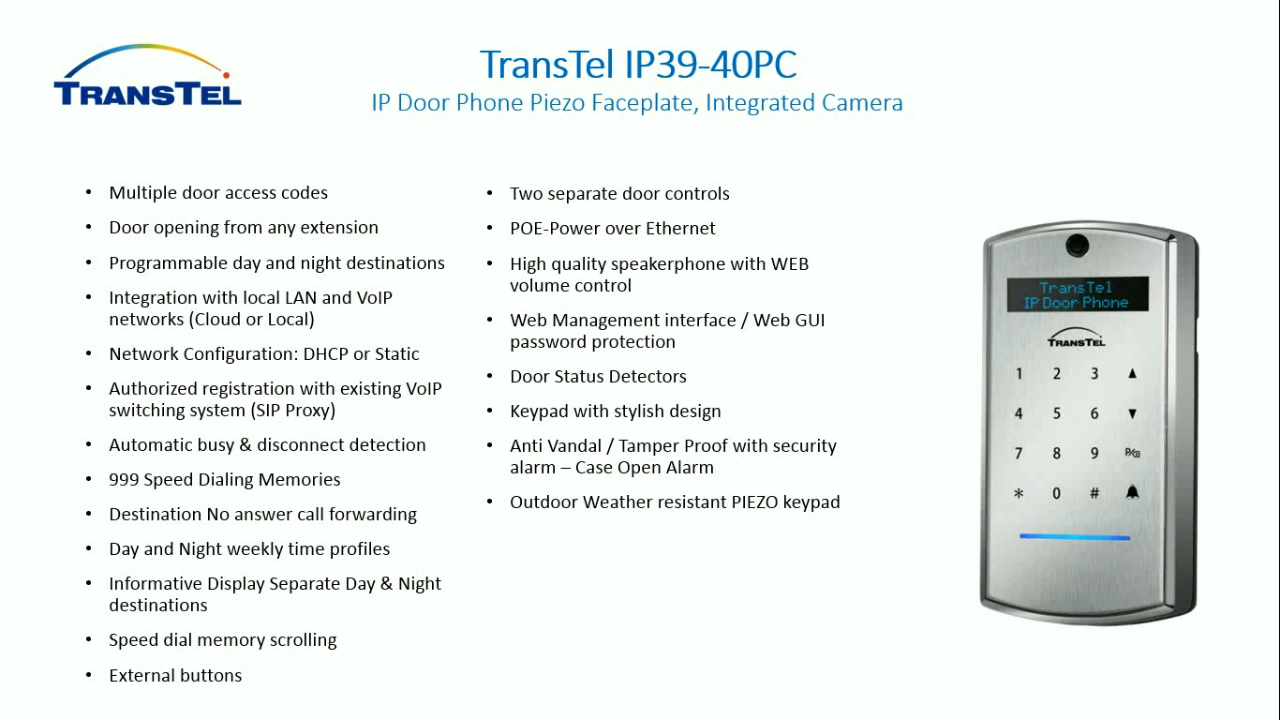 TRANSTEL
TransTel IP39-40PC
IP Door Phone Piezo Faceplate, Integrated Camera
• Multiple door access codes
• Door opening from any extension
• Programmable day and night destinations
• Integration with local LAN and VoIP
networks (Cloud or Local)
• Network Configuration: DHCP or Static
• Authorized registration with existing VoIP
switching system (SIP Proxy)
• Automatic busy & disconnect detection
• 999 Speed Dialing Memories
• Destination No answer call forwarding
• Day and Night weekly time profiles
• Informative Display Separate Day & Night
destinations
• Speed dial memory scrolling
• External buttons
• Two separate door controls
• POE-Power over Ethernet
• High quality speakerphone with WEB
volume control
• Web Management interface / Web GUI
password protection
• Door Status Detectors
• Keypad with stylish design
• Anti Vandal / Tamper Proof with security
alarm – Case Open Alarm
• Outdoor Weather resistant PIEZO keypad
TransTel
IP Door Phone
TRANSTEL
1 2 3 ▲
4 5 6 ▼
7 8 9
* 0 #